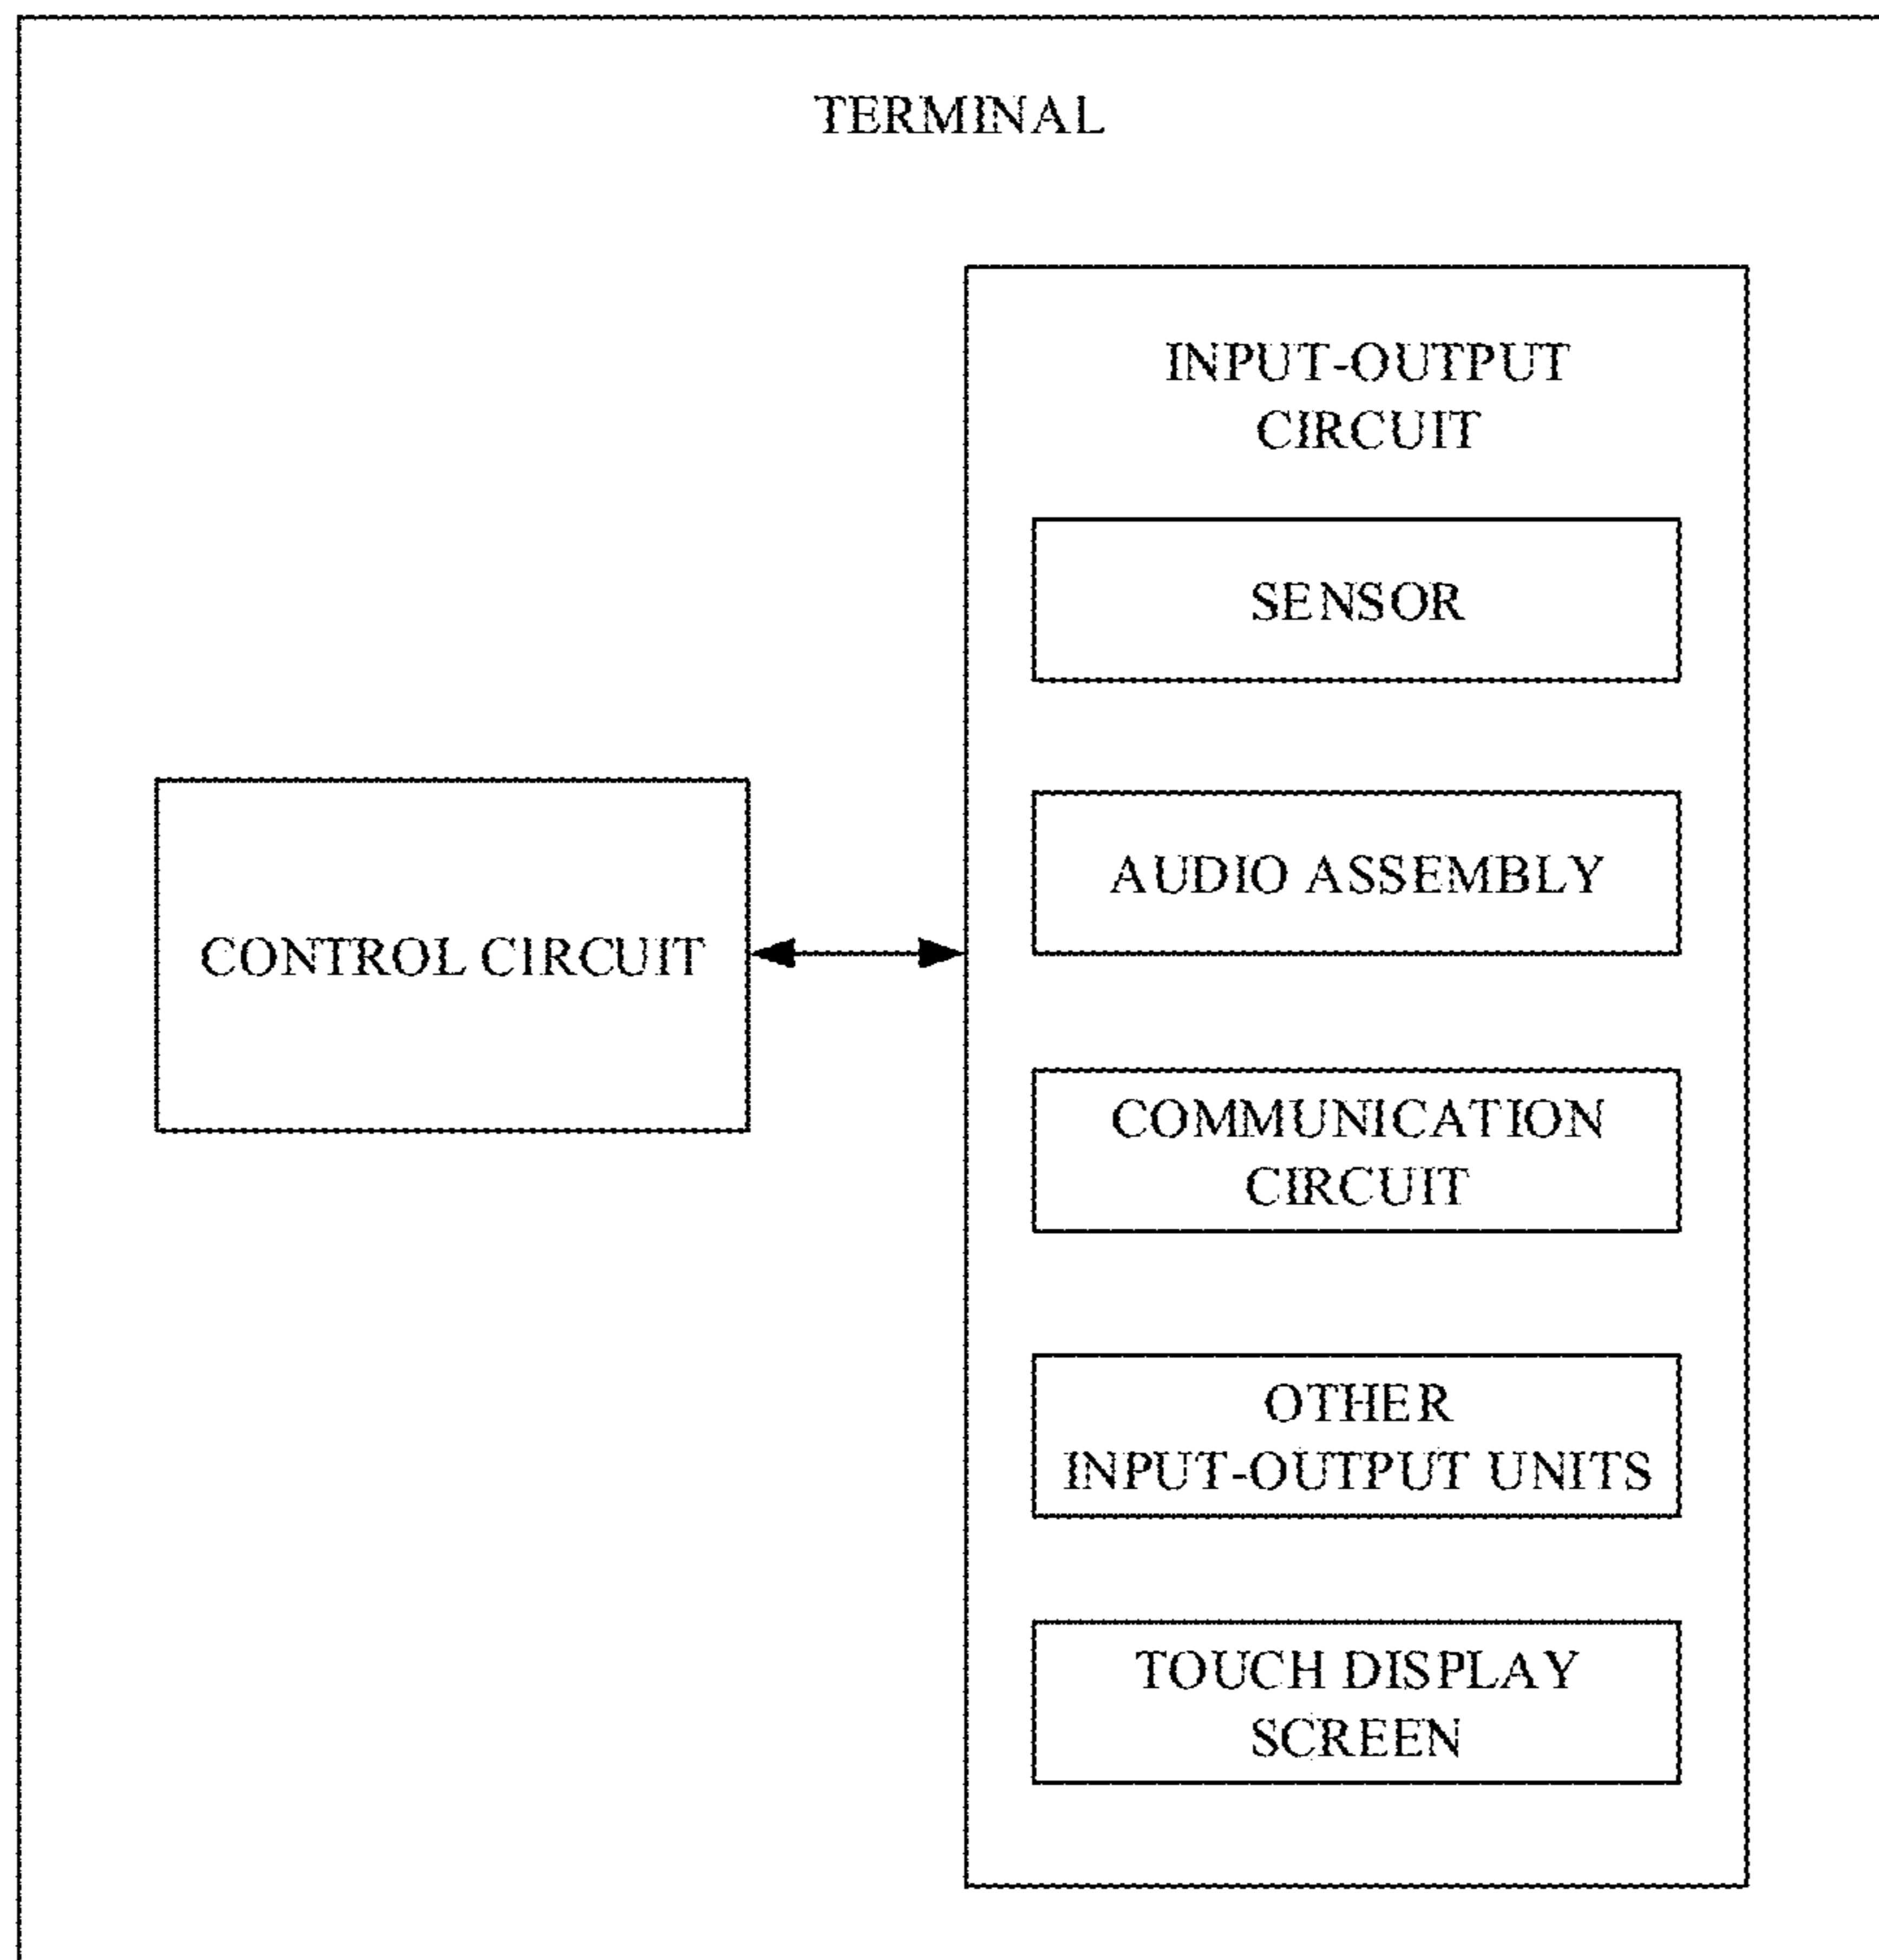 TERMINAL
INPUT-OUTPUT
CIRCUIT
SENSOR
AUDIO ASSEMBLY
CONTROL CIRCUIT
COMMUNICATION
CIRCUIT
OTHER
INPUT-OUTPUT UNITS
TOUCH DISPLAY
SCREEN